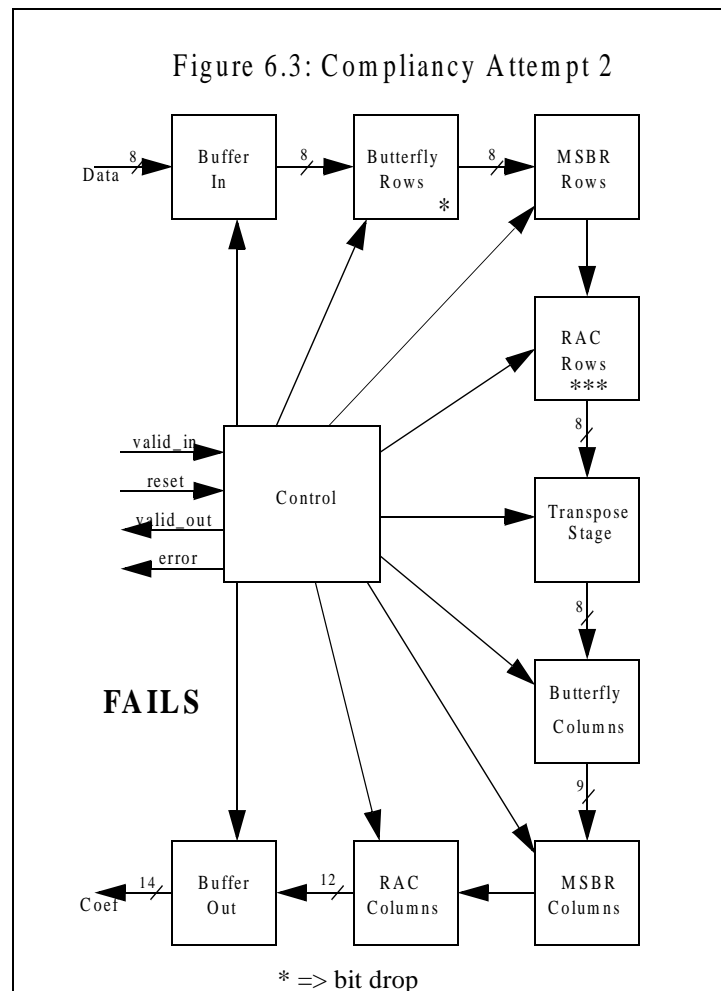 Figure 6.3: Compliancy Attempt 2
8
Data
Buffer
In
8
Butterfly
Rows
*
8
MSBR
Rows
RAC
Rows
***
8
valid_in
reset
valid_out
error
Control
Transpose
Stage
8
FAILS
Butterfly
Columns
9
14
Coef
Buffer
Out
12
RAC
Columns
MSBR
Columns
* => bit drop